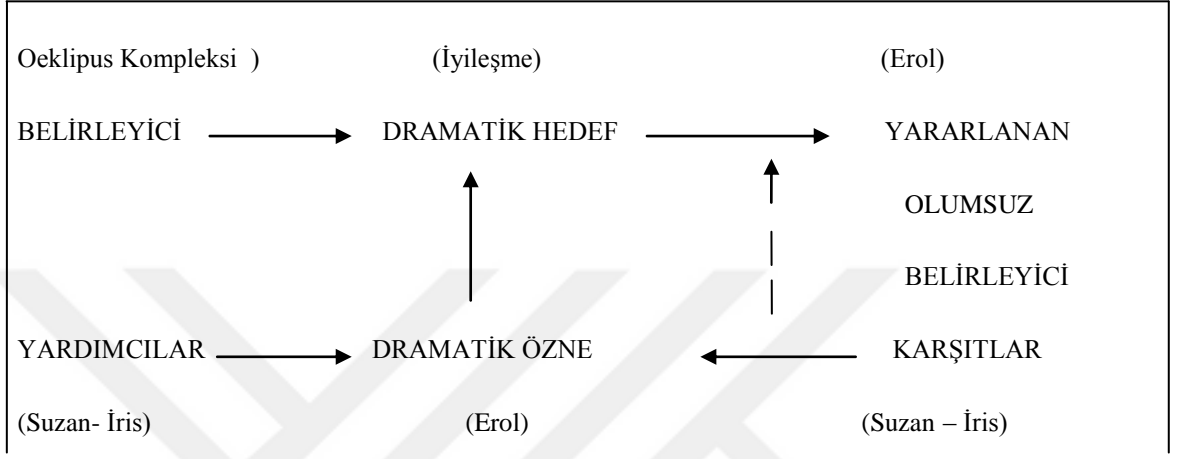 Oeklipus Kompleksi ) (İyileşme) (Erol)
BELİRLEYİCİ DRAMATİK HEDEF YARARLANAN
OLUMSUZ
BELİRLEYİCİ
YARDIMCILAR DRAMATİK ÖZNE KARŞITLAR
(Suzan- İris) (Erol) (Suzan – İris)